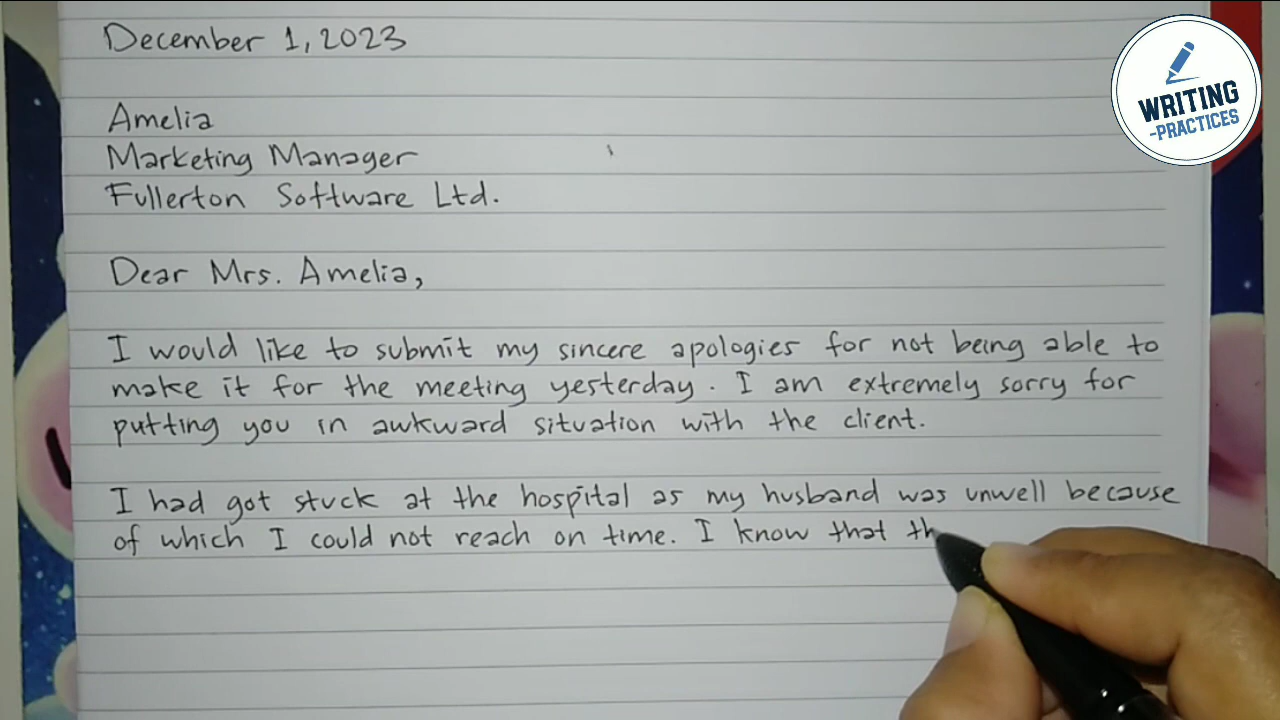 December 1, 2023
Amelia
Marketing Manager
Fullerton Software Ltd.
Dear Mrs. Amelia,
I would like to submit my sincere apologies for not being able to
make it for the meeting yesterday. I am extremely sorry for
putting you in awkward situation with the client.
I had got stuck at the hospital as my husband was unwell because
of which I could not reach on time. I know that th
WRITING
-PRACTICES